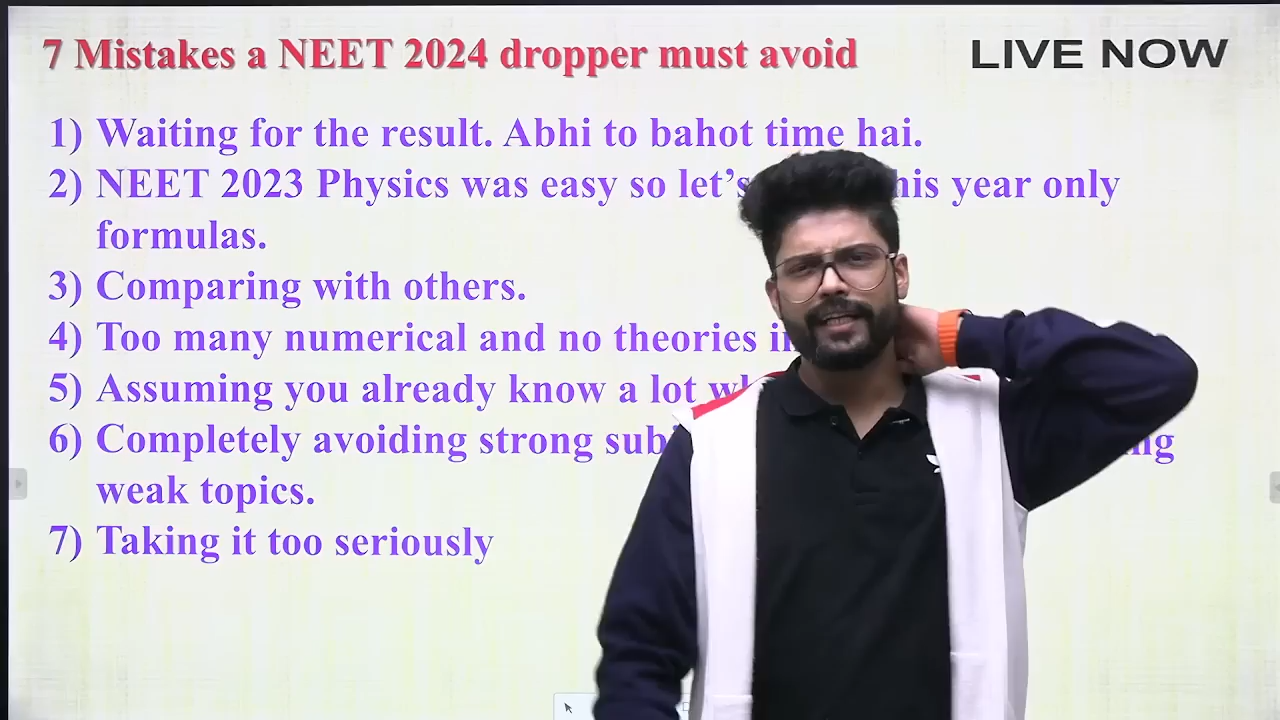 7 Mistakes a NEET 2024 dropper must avoid
LIVE NOW
1) Waiting for the result. Abhi to bahot time hai.
2) NEET 2023 Physics was easy so let’s year only
formulas.
3) Comparing with others.
4) Too many numerical and no theories
5) Assuming you already know a lot
6) Completely avoiding strong
weak topics.
7) Taking it too seriously